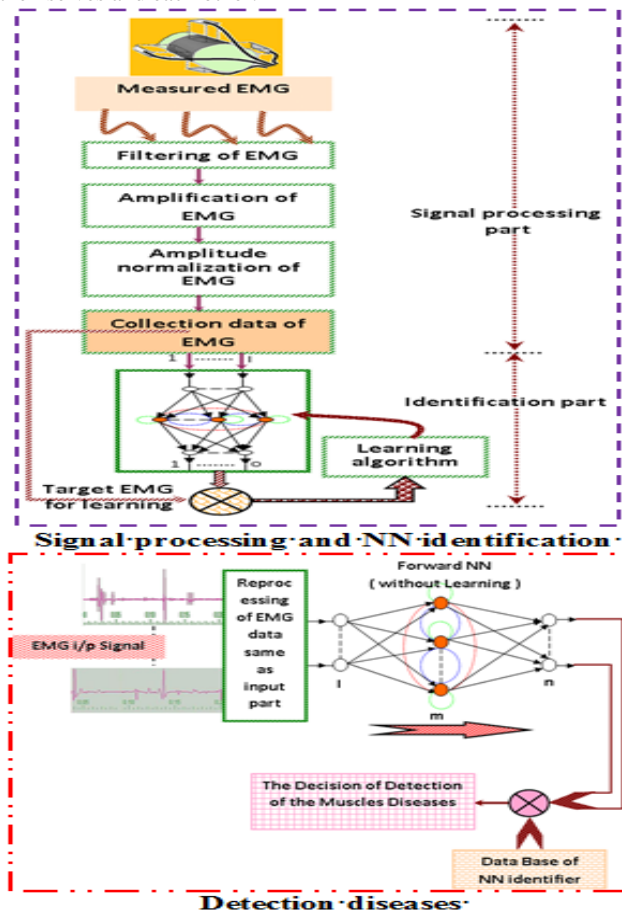 Measured EMG
Filtering of EMG
Amplification of
EMG
Amplitude
normalization of
EMG
Collection data of
EMG
Signal processing
part
1 ........ I
Identification part
1 ........ O
Learning
algorithm
Target EMG
for learning
Signal·processing·and·NN·identification·
Forward NN
( without Learning )
EMG i/p Signal
Reproc
essing
of EMG
data
same
as
input
part
I
m
n
The Decision of Detection
of the Muscles Diseases
Data Base of
NN identifier
Detection·diseases·